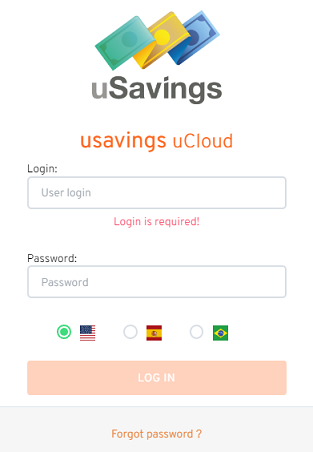 uSavings
usavings uCloud
Login:
User login
Login is required!
Password:
Password
LOG IN
Forgot password ?